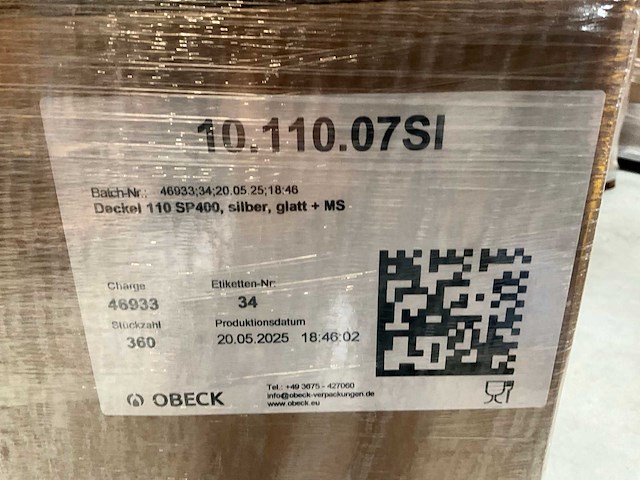 10.110.07SI
Batch-Nr.: 46933;34;20.05.25;18:46
Deckel 110 SP400, silber, glatt + MS
Charge
46933
Etiketten-Nr:
34
Stückzahl
360
Produktionsdatum
20.05.2025 18:46:02
OBECK
Tel.: +49 3675 - 427060
info@obeck-verpackungen.de
www.obeck.eu